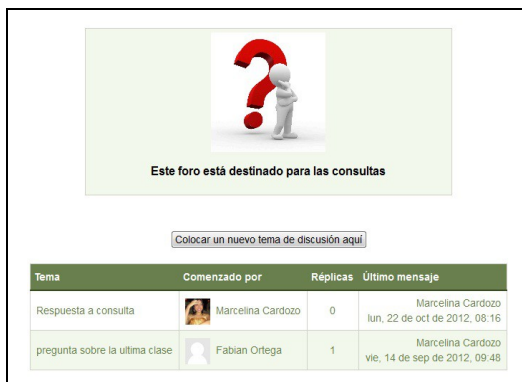 Este foro está destinado para las consultas
Colocar un nuevo tema de discusión aquí
Tema Comenzado por Réplicas Último mensaje
Respuesta a consulta Marcelina Cardozo 0 Marcelina Cardozo
lun, 22 de oct de 2012, 08:16
pregunta sobre la ultima clase Fabian Ortega 1 Marcelina Cardozo
vie, 14 de sep de 2012, 09:48